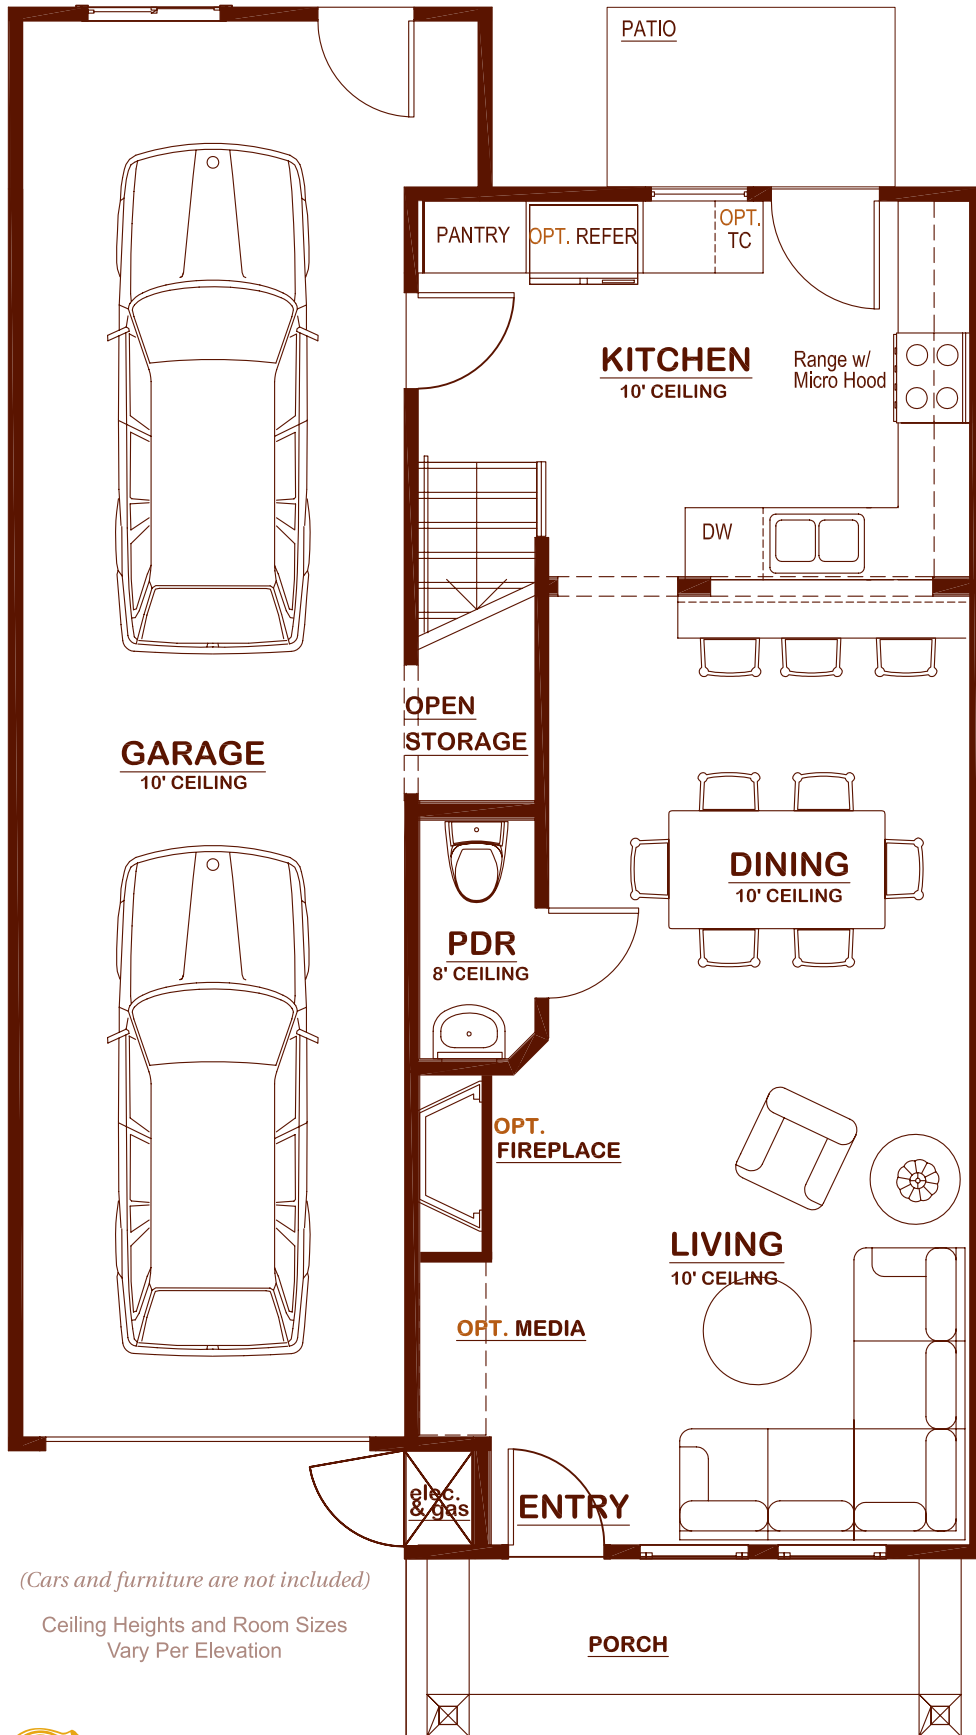 PATIO
PANTRY
OPT. REFER
OPT.
TC
KITCHEN
10' CEILING
Range w/
Micro Hood
DW
OPEN
STORAGE
GARAGE
10' CEILING
DINING
10' CEILING
PDR
8' CEILING
OPT.
FIREPLACE
LIVING
10' CEILING
OPT. MEDIA
elec.
& gas
ENTRY
(Cars and furniture are not included)
Ceiling Heights and Room Sizes
Vary Per Elevation
PORCH